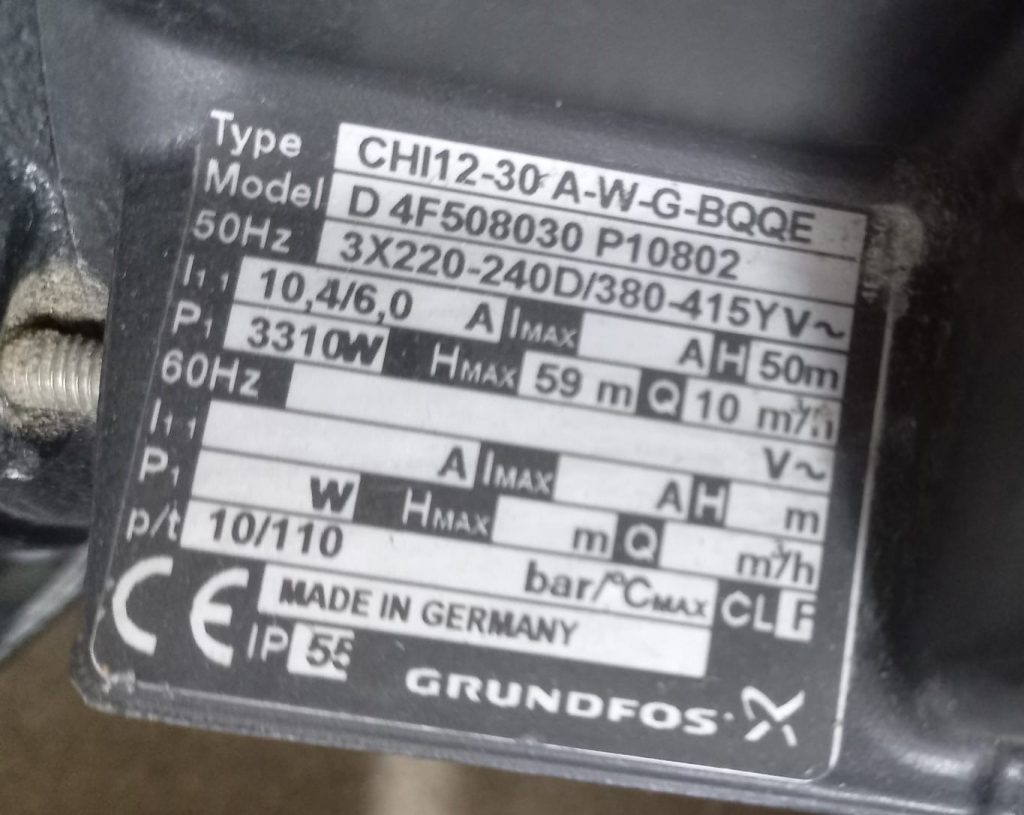 Type CHI12-30 A-W-G-BQQE
Model D 4F508030 P10802
50Hz 3X220-240D/380-415Y V~
I1 1 10,4/6,0 A IMAX A H 50m
P1 3310W HMAX 59 m Q 10 m³/h
60Hz V~
I1 1 A IMAX A H m
P1 W HMAX m Q m³/h
p/t 10/110 bar/°CMAX CL F
CE MADE IN GERMANY
IP 55 GRUNDFOS